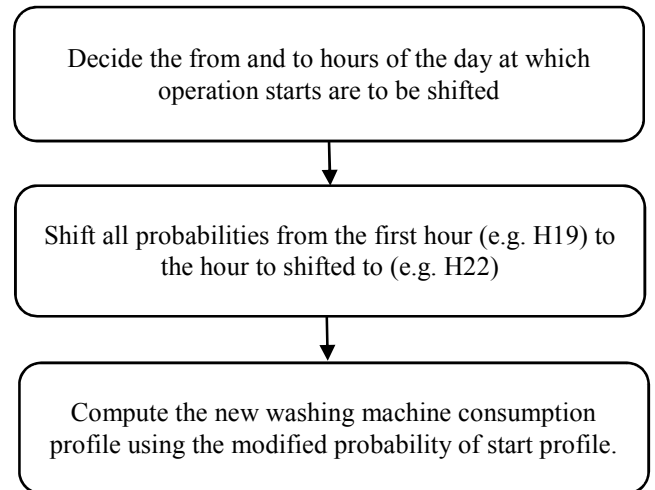 Decide the from and to hours of the day at which
operation starts are to be shifted
Shift all probabilities from the first hour (e.g. H19) to
the hour to shifted to (e.g. H22)
Compute the new washing machine consumption
profile using the modified probability of start profile.